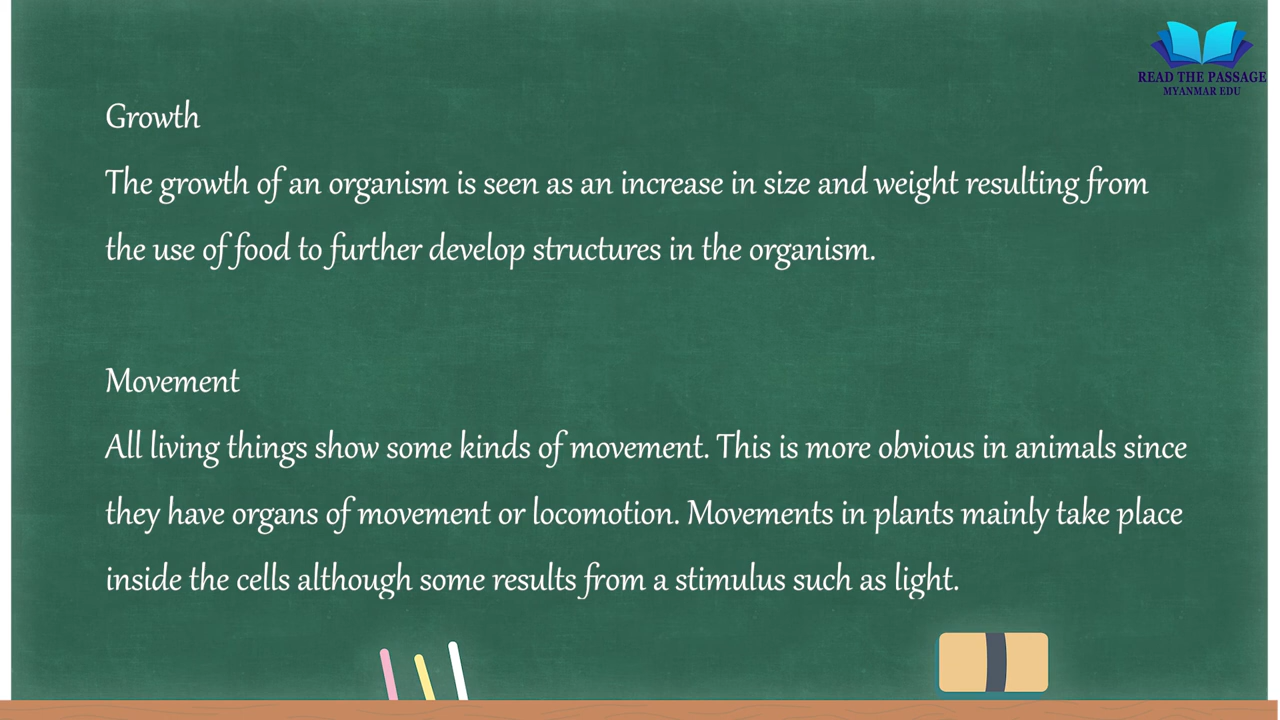 READ THE PASSAGE
MYANMAR EDU
Growth
The growth of an organism is seen as an increase in size and weight resulting from
the use of food to further develop structures in the organism.
Movement
All living things show some kinds of movement. This is more obvious in animals since
they have organs of movement or locomotion. Movements in plants mainly take place
inside the cells although some results from a stimulus such as light.